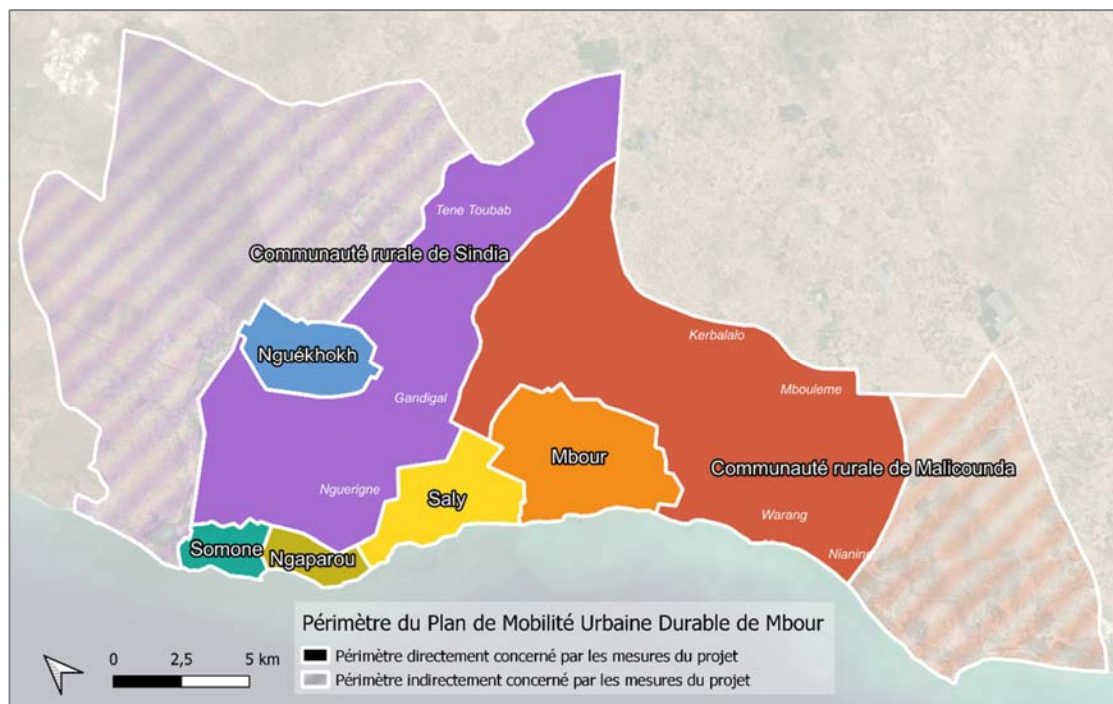 Tene Toubab
Communauté rurale de Sindia
Kerbalalo
Nguékhokh
Mbouleme
Gandigal
Mbour
Communauté rurale de Malicounda
Nguerigne
Saly
Warang
Somone
Ngaparou
Nianing
Périmètre du Plan de Mobilité Urbaine Durable de Mbour
Périmètre directement concerné par les mesures du projet
Périmètre indirectement concerné par les mesures du projet
0 2,5 5 km